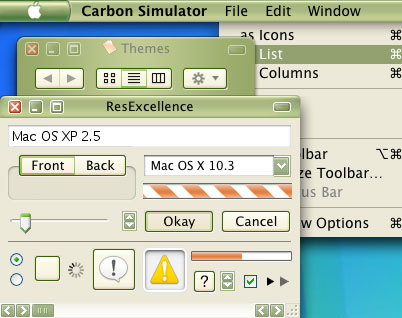 Carbon Simulator File Edit Window
as Icons ⌘
List ⌘
Columns ⌘
Themes
ResExcellence
Mac OS XP 2.5
Front Back
Mac OS X 10.3
olbar ⌥⌘
ze Toolbar...
us Bar
w Options ⌘
Okay
Cancel
!
!
?